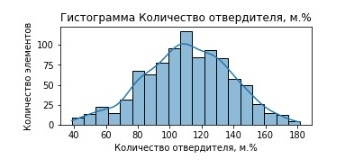 Гистограмма Количество отвердителя, м.%
Количество элементов
100
75
50
25
0
40 60 80 100 120 140 160 180
Количество отвердителя, м.%